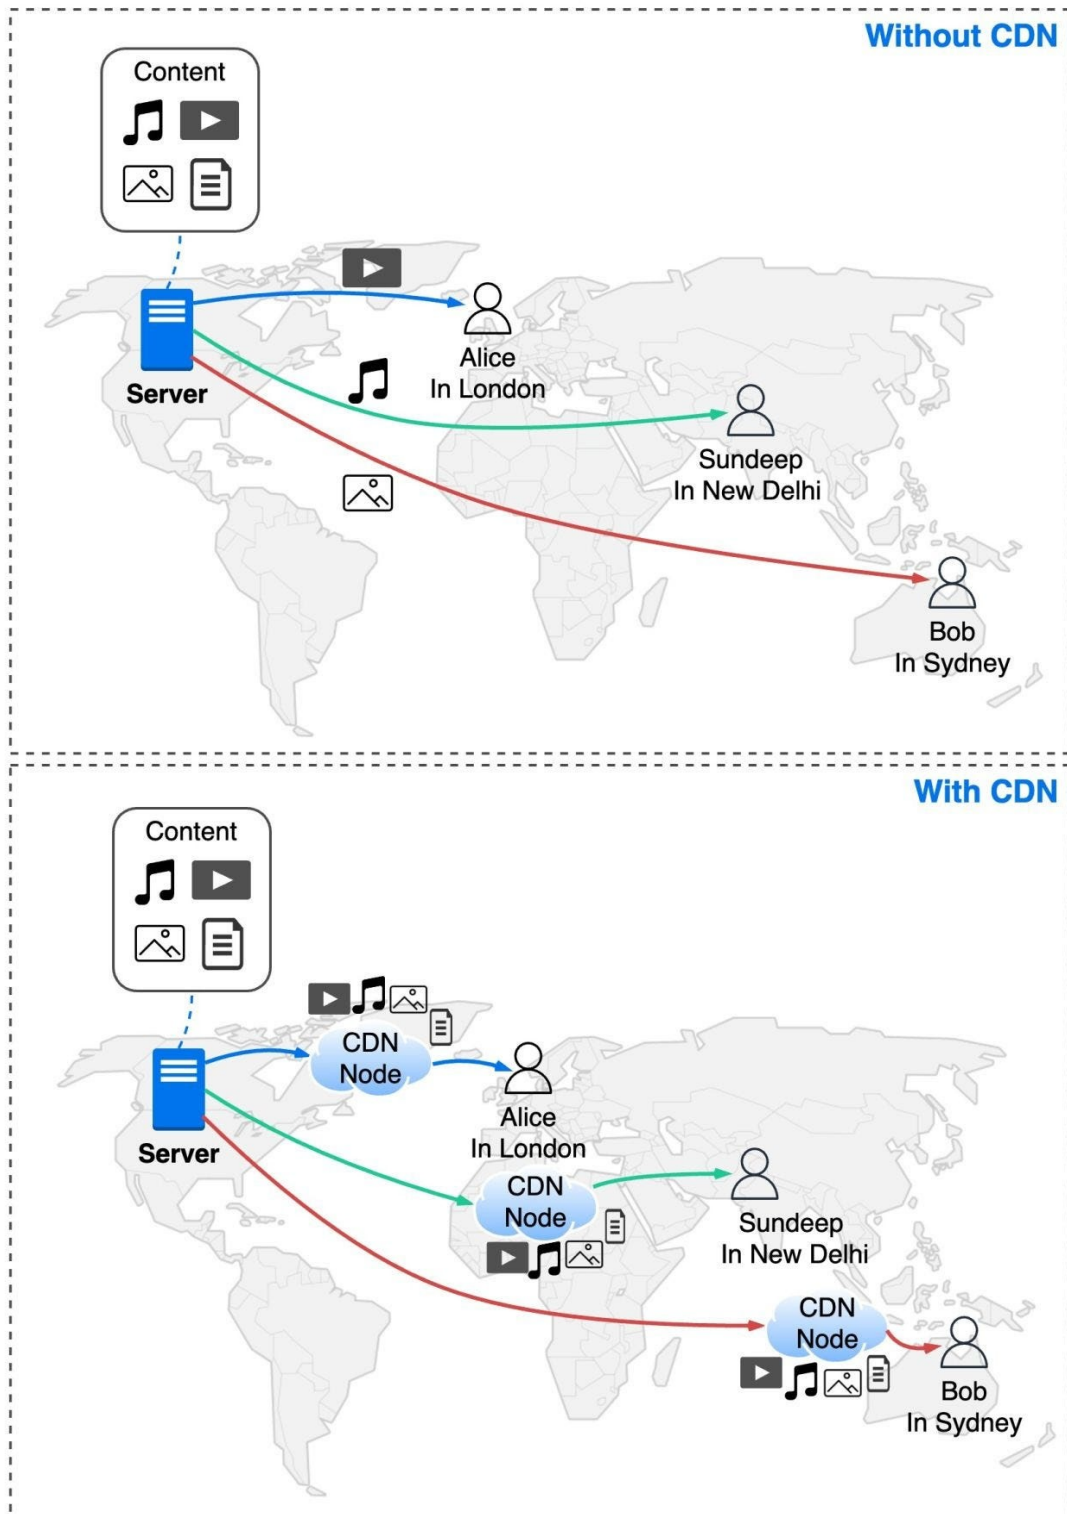 Without CDN
Content
Server
Alice
In London
Sundeep
In New Delhi
Bob
In Sydney
With CDN
Content
CDN
Node
Server
Alice
In London
CDN
Node
Sundeep
In New Delhi
CDN
Node
Bob
In Sydney